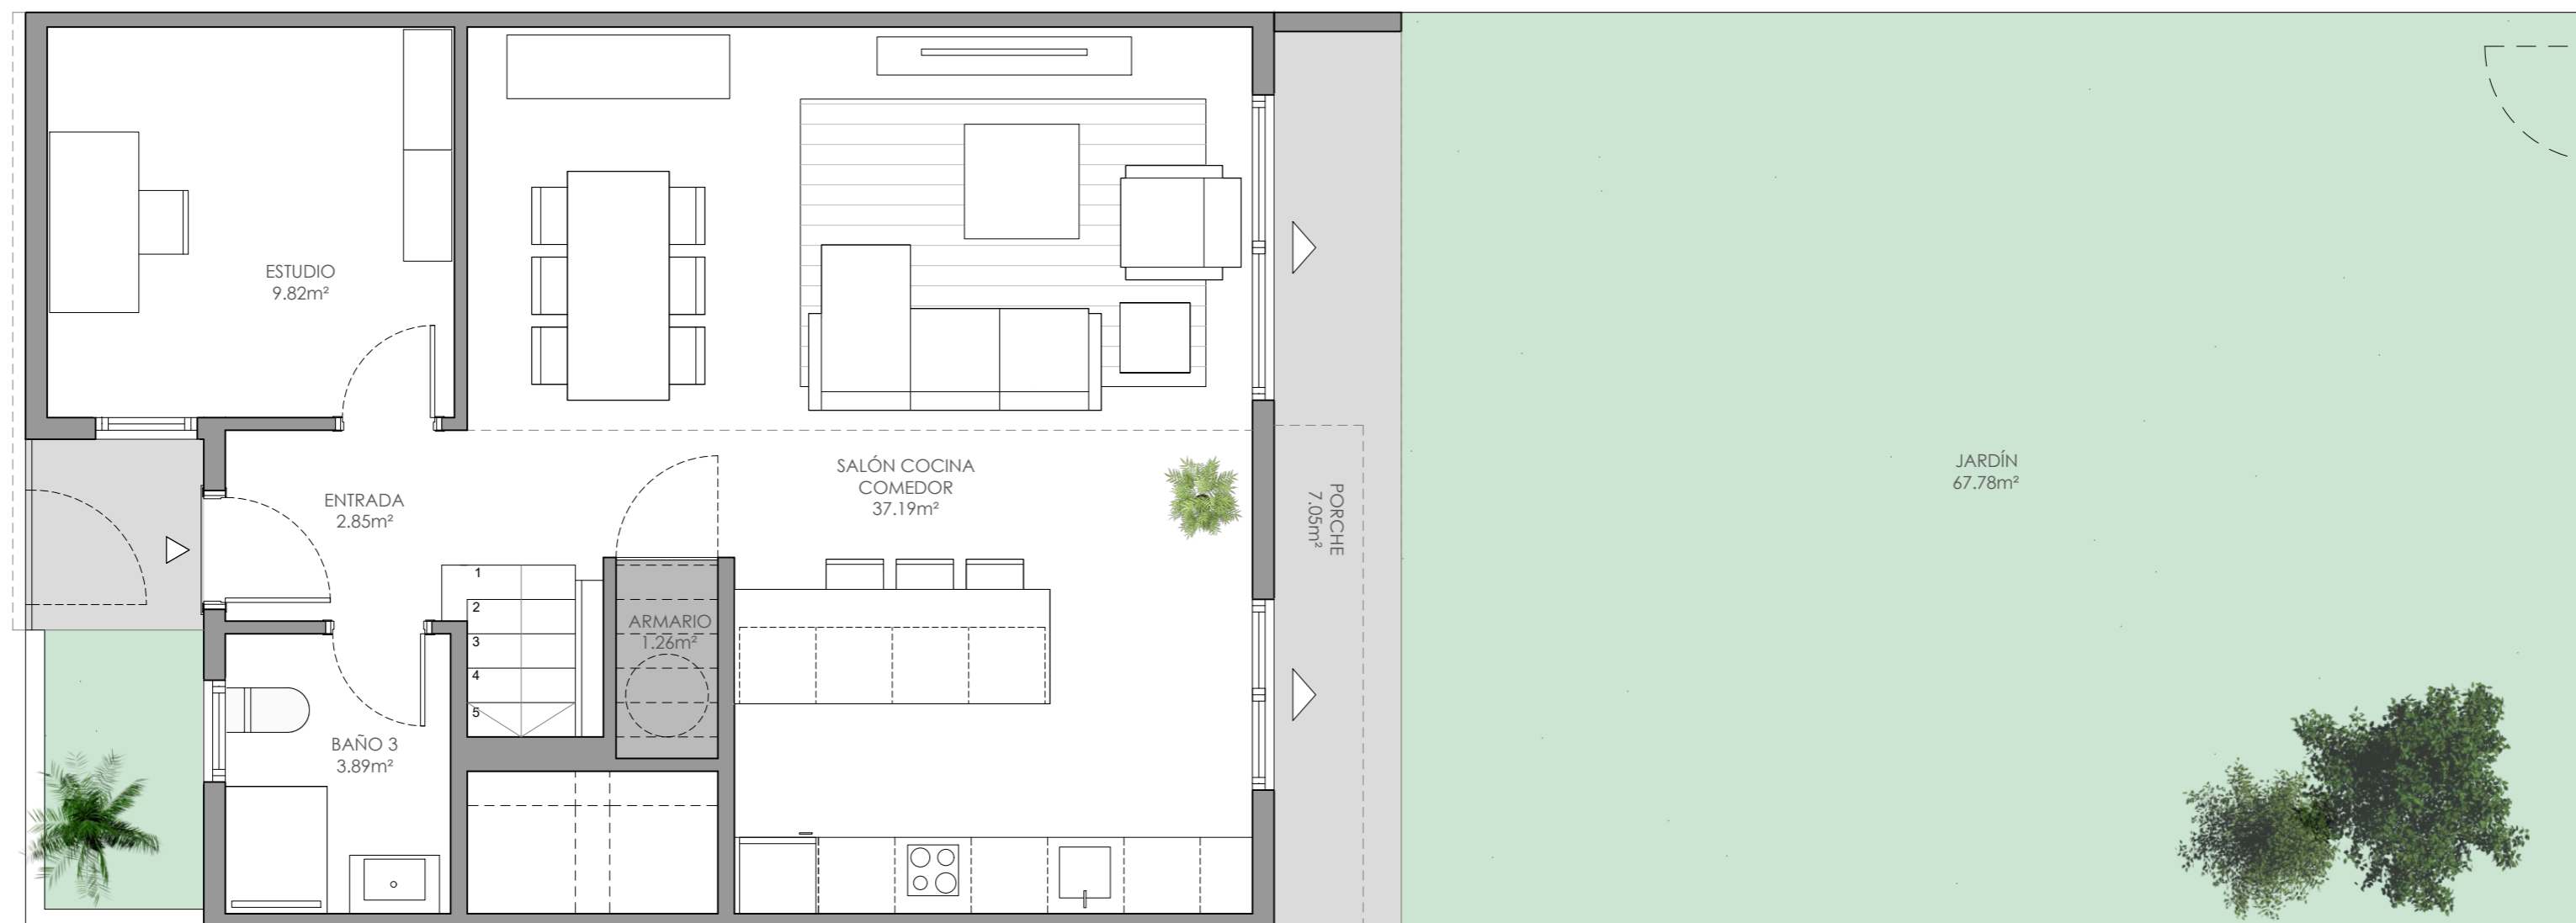 ESTUDIO
9.82m²
ENTRADA
2.85m²
SALÓN COCINA
COMEDOR
37.19m²
PORCHE
7.05m²
JARDÍN
67.78m²
1
2
3
4
5
ARMARIO
1.26m²
BAÑO 3
3.89m²